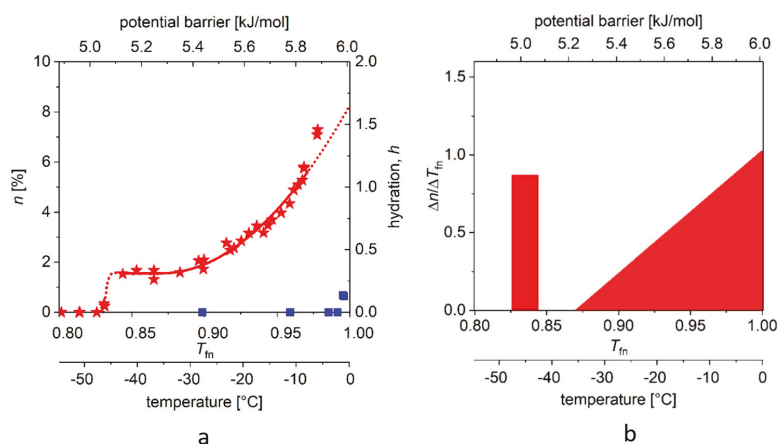 potential barrier [kJ/mol]
5.0 5.2 5.4 5.6 5.8 6.0
n [%]
10
8
6
4
2
0
2.0
1.5
1.0
0.5
0.0
hydration, h
0.80 0.85 0.90 0.95 1.00
Tfn
-50 -40 -30 -20 -10 0
temperature [°C]
a
potential barrier [kJ/mol]
5.0 5.2 5.4 5.6 5.8 6.0
Δn/ΔTfn
1.5
1.0
0.5
0.0
0.80 0.85 0.90 0.95 1.00
Tfn
-50 -40 -30 -20 -10 0
temperature [°C]
b